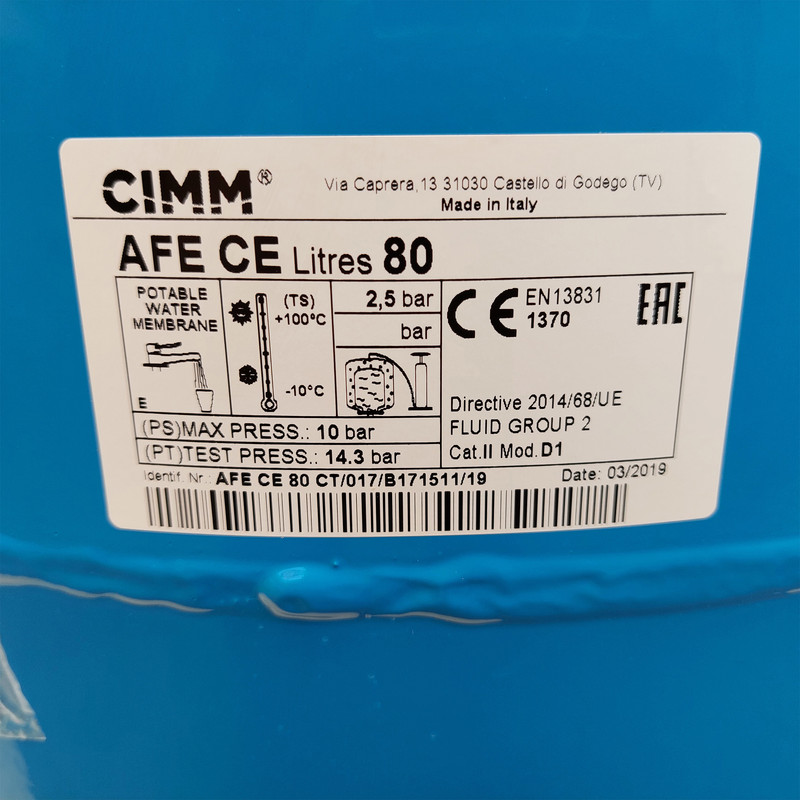 CIMM®
Via Caprera,13 31030 Castello di Godego (TV)
Made in Italy
AFE CE Litres 80
POTABLE
WATER
MEMBRANE
E
(TS)
+100°C
-10°C
2,5 bar
bar
CE EN13831
1370
EAC
Directive 2014/68/UE
FLUID GROUP 2
Cat.II Mod.D1
(PS)MAX PRESS.: 10 bar
(PT)TEST PRESS.: 14.3 bar
Identif. Nr.: AFE CE 80 CT/017/B171511/19
Date: 03/2019